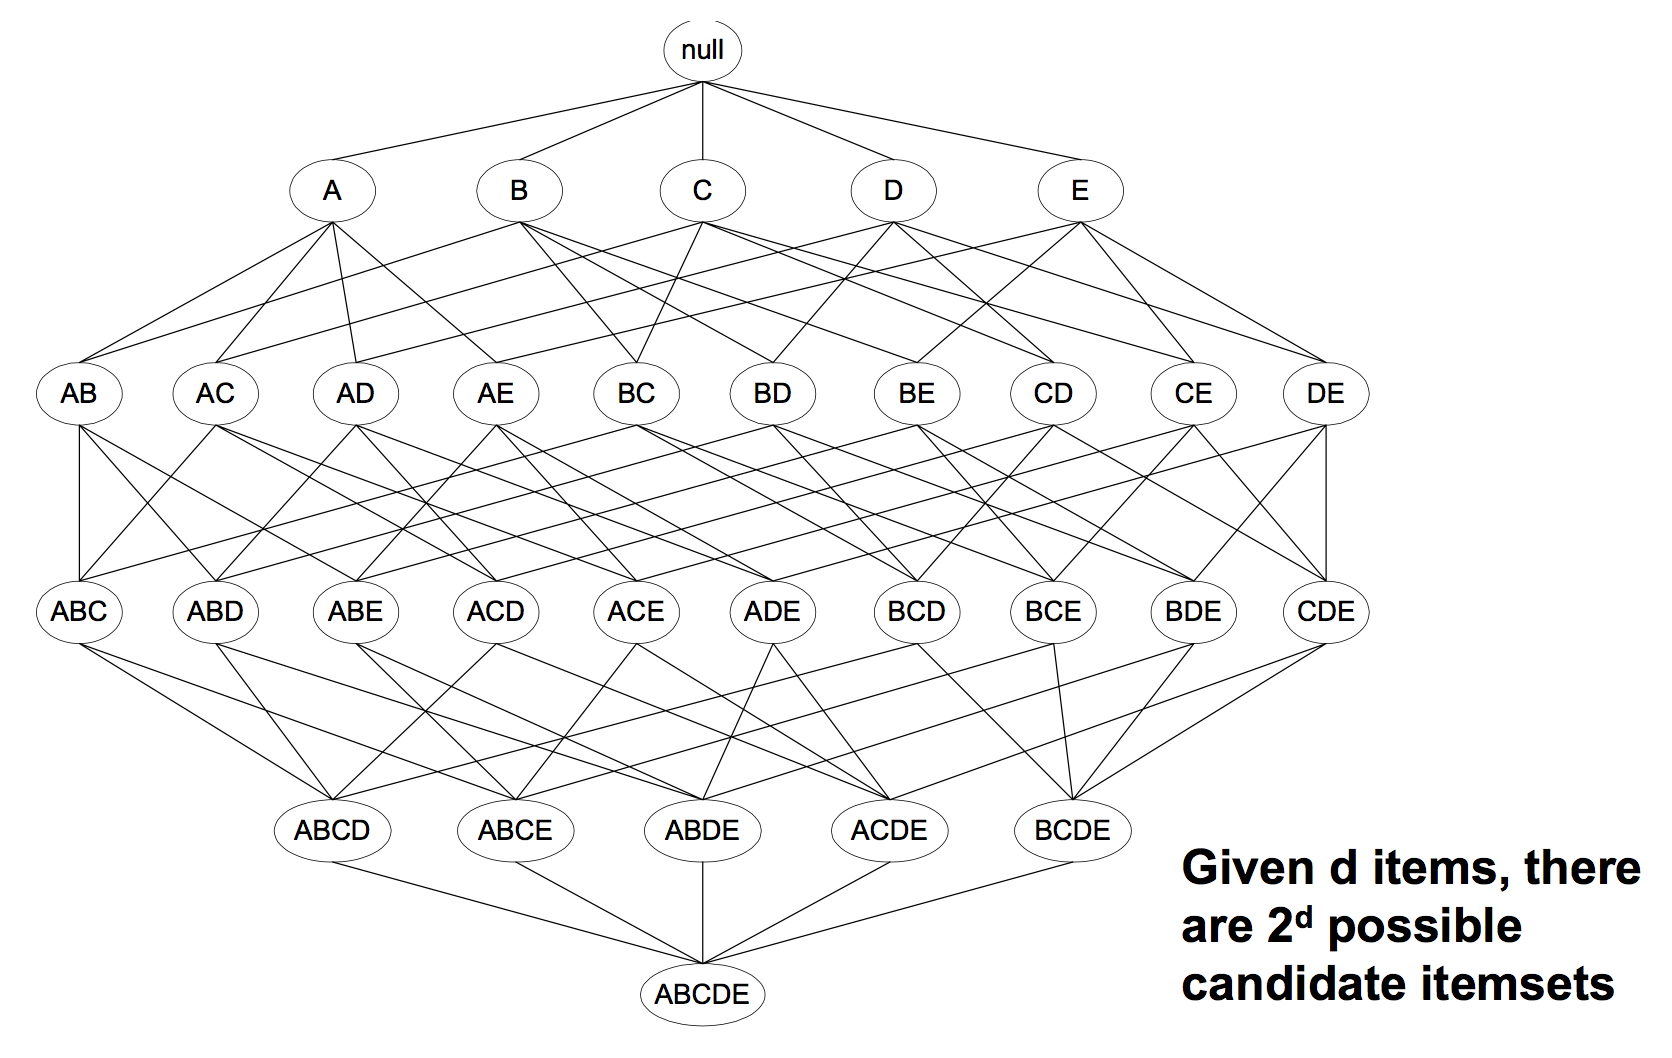 null
A B C D E
AB AC AD AE BC BD BE CD CE DE
ABC ABD ABE ACD ACE ADE BCD BCE BDE CDE
ABCD ABCE ABDE ACDE BCDE
ABCDE
Given d items, there
are 2ᵈ possible
candidate itemsets